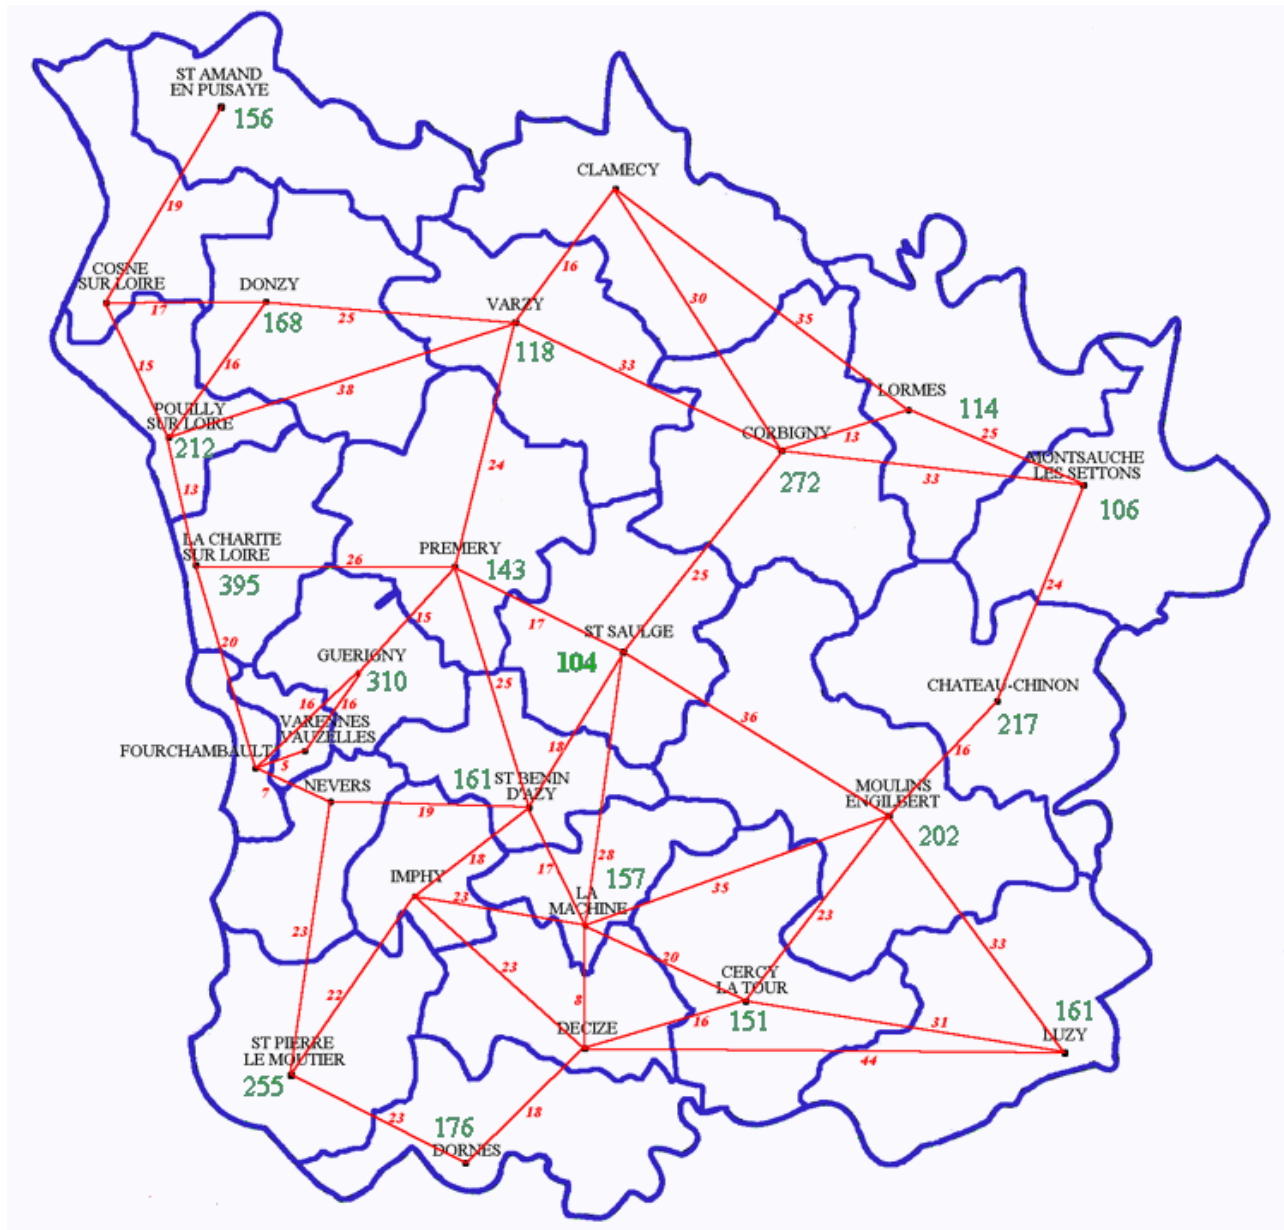 ST AMAND
EN PUISAYE
156
CLAMECY
19
16
COSNE
SUR LOIRE
DONZY
17
168
25
VARZY
118
30
35
15
16
38
33
LORMES
114
POUILLY
SUR LOIRE
212
CORBIGNY
13
25
272
MONTSAUCHE
LES SETTONS
33
106
24
13
LA CHARITE
SUR LOIRE
395
26
PREMERY
143
25
24
20
15
17
ST SAULGE
104
GUERIGNY
310
25
CHATEAU-CHINON
217
16
16
36
VARENNES
VAUZELLES
FOURCHAMBAULT
5
7
18
16
NEVERS
161
ST BENIN
D'AZY
19
MOULINS
ENGILBERT
202
18
17
28
157
IMPHY
23
LA
MACHINE
35
23
33
23
22
23
20
8
CERCY
LA TOUR
151
16
161
LUZY
31
DECIZE
44
ST PIERRE
LE MOUTIER
255
23
18
176
DORNES